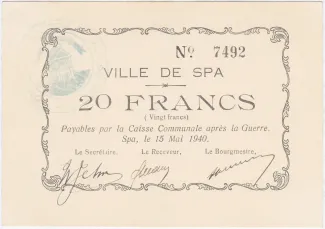 No 7492
VILLE DE SPA
20 FRANCS
( Vingt francs )
Payables par la Caisse Communale après la Guerre.
Spa, le 15 Mai 1940.
Le Secrétaire. Le Receveur, Le Bourgmestre,